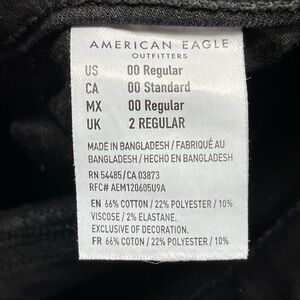 AMERICAN EAGLE
OUTFITTERS
US 00 Regular
CA 00 Standard
MX 00 Regular
UK 2 REGULAR
MADE IN BANGLADESH / FABRIQUÉ AU
BANGLADESH / HECHO EN BANGLADESH
RN 54485/CA 03873
RFC# AEM120605U9A
EN 66% COTTON / 22% POLYESTER / 10%
VISCOSE / 2% ELASTANE.
EXCLUSIVE OF DECORATION.
FR 66% COTON / 22% POLYESTER / 10%